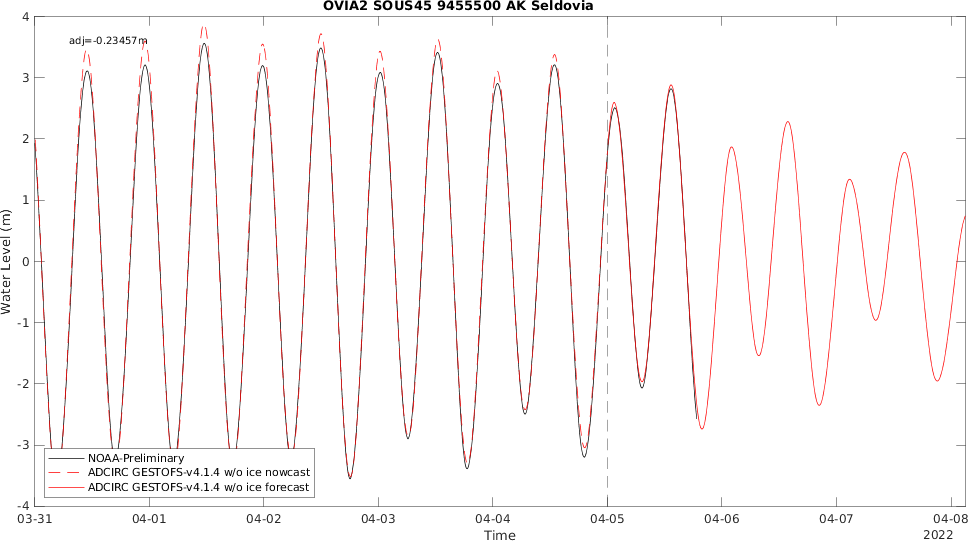 OVIA2 SOUS45 9455500 AK Seldovia
adj=-0.23457m
4
3
2
1
0
-1
-2
-3
-4
Water Level (m)
NOAA-Preliminary
ADCIRC GESTOFS-v4.1.4 w/o ice nowcast
ADCIRC GESTOFS-v4.1.4 w/o ice forecast
03-31 04-01 04-02 04-03 04-04 04-05 04-06 04-07 04-08
Time
2022